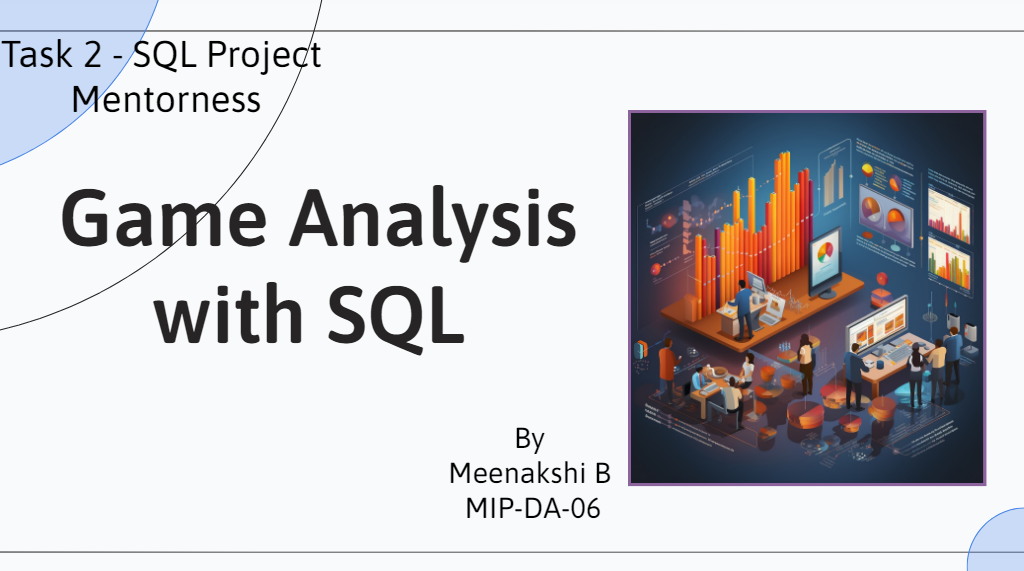 Task 2 - SQL Project
Mentorness
Game Analysis
with SQL
By
Meenakshi B
MIP-DA-06